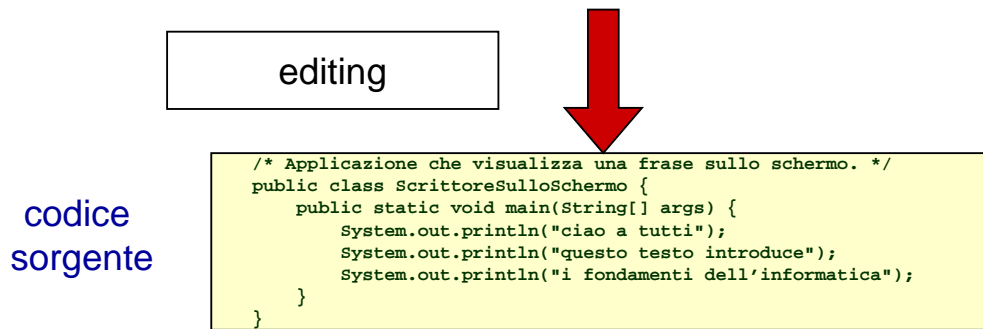 editing
/* Applicazione che visualizza una frase sullo schermo. */
public class ScrittoreSulloSchermo {
    public static void main(String[] args) {
        System.out.println("ciao a tutti");
        System.out.println("questo testo introduce");
        System.out.println("i fondamenti dell’informatica");
    }
}
codice
sorgente